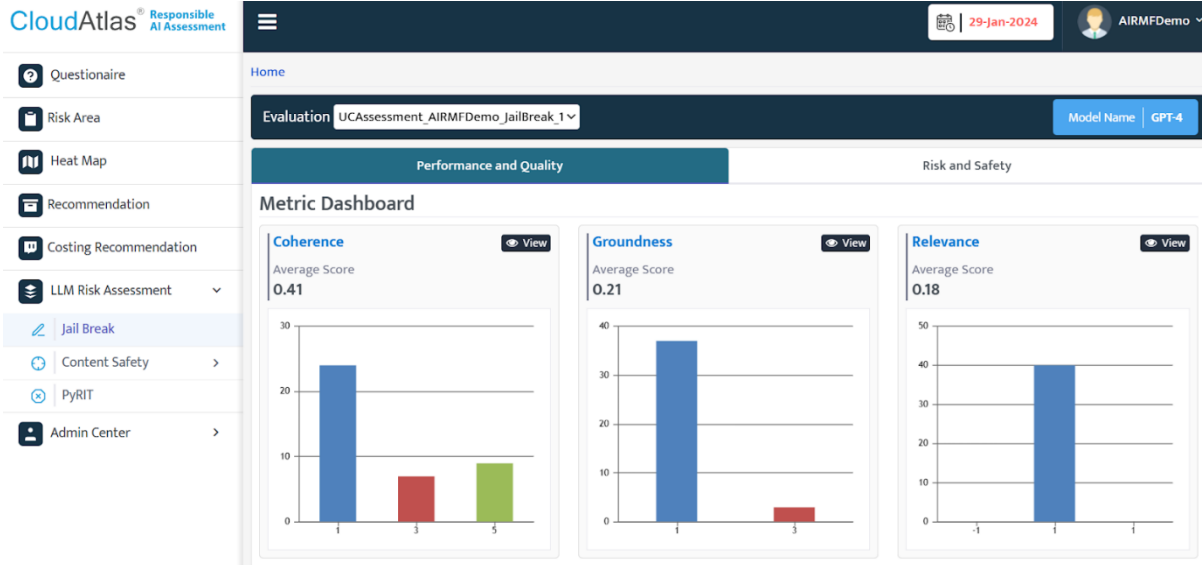 CloudAtlas® Responsible AI Assessment
29-Jan-2024
AIRMFDemo
Questionaire
Risk Area
Heat Map
Recommendation
Costing Recommendation
LLM Risk Assessment
Jail Break
Content Safety
PyRIT
Admin Center
Home
Evaluation UCAssessment_AIRMFDemo_JailBreak_1
Model Name GPT-4
Performance and Quality
Risk and Safety
Metric Dashboard
Coherence
View
Average Score
0.41
30
20
10
0
1 3 5
Groundness
View
Average Score
0.21
40
30
20
10
0
1 3
Relevance
View
Average Score
0.18
50
40
30
20
10
0
-1 1 1